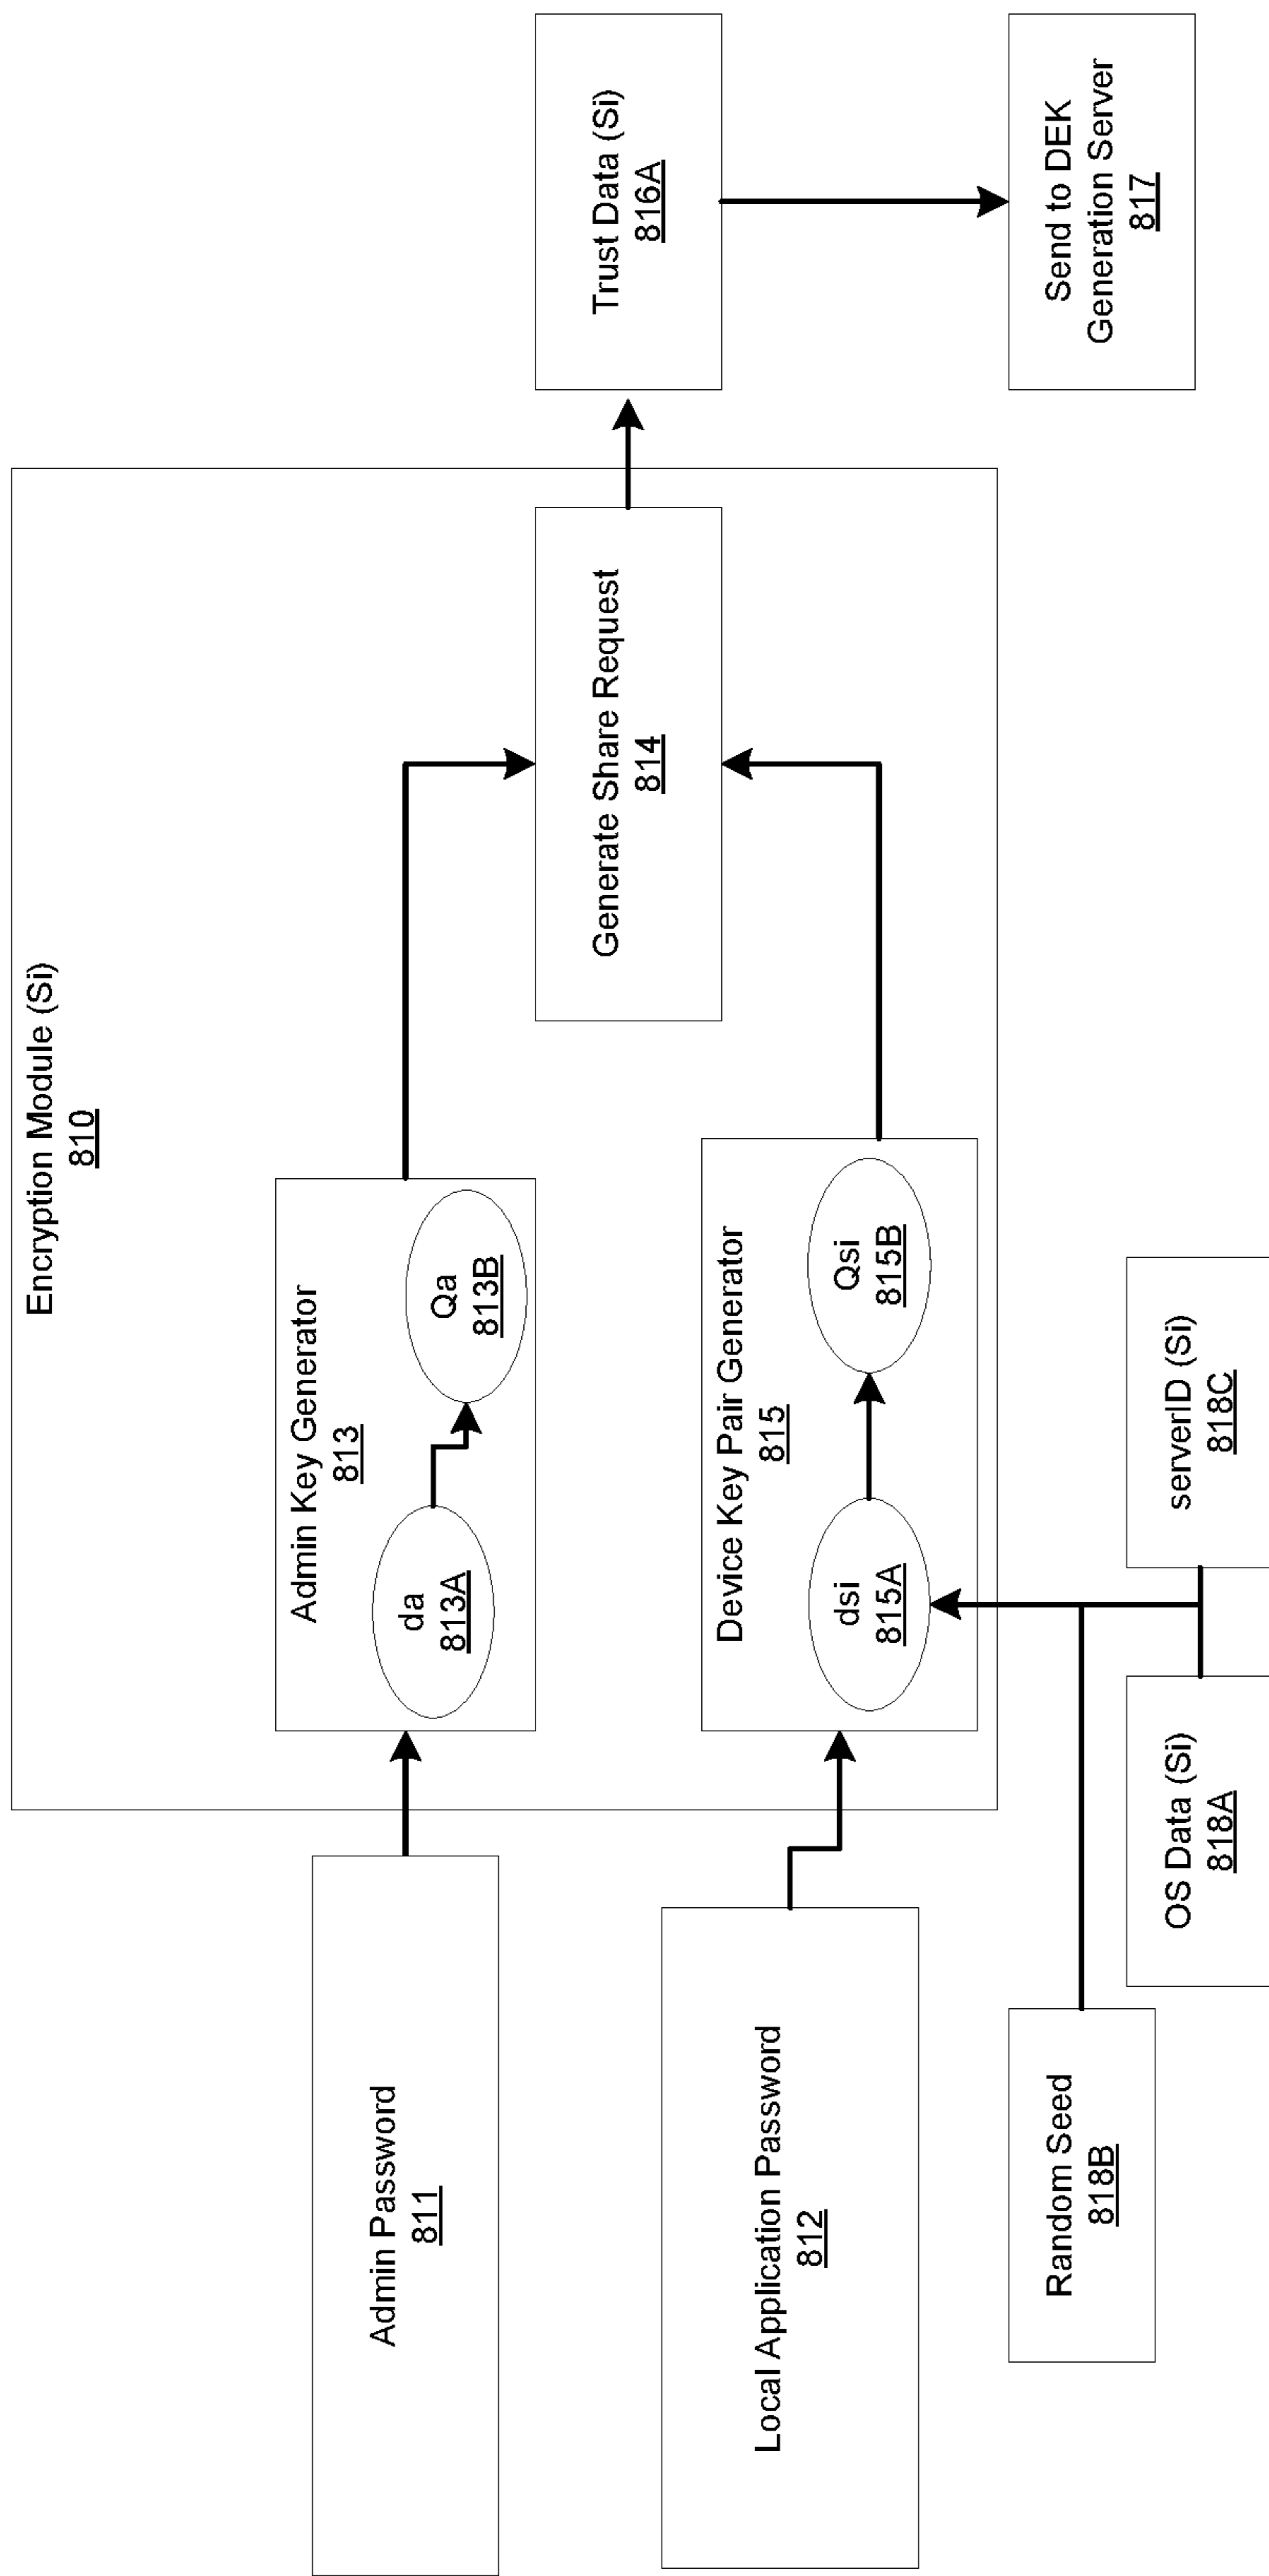 Encryption Module (Si)
810
Admin Password
811
Admin Key Generator
813
da
813A
Qa
813B
Generate Share Request
814
Trust Data (Si)
816A
Local Application Password
812
Device Key Pair Generator
815
dsi
815A
Qsi
815B
Send to DEK
Generation Server
817
Random Seed
818B
OS Data (Si)
818A
serverID (Si)
818C